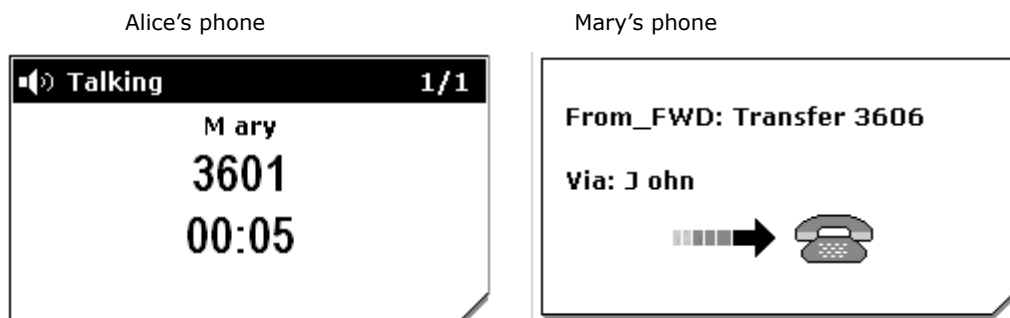 Alice’s phone
Mary’s phone
Talking 1/1
M ary
3601
00:05
From_FWD: Transfer 3606
Via: J ohn